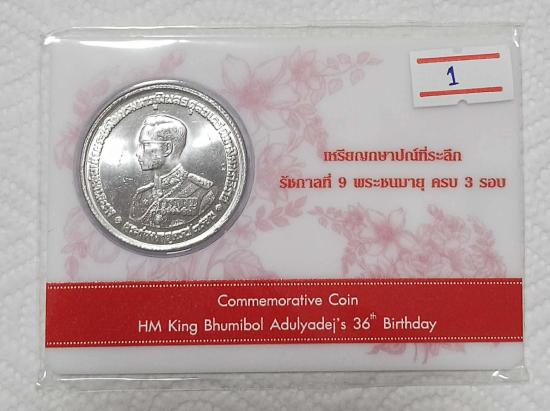 1
เหรียญกษาปณ์ที่ระลึก
รัชกาลที่ 9 พระชนมายุ ครบ 3 รอบ
Commemorative Coin
HM King Bhumibol Adulyadej's 36th Birthday